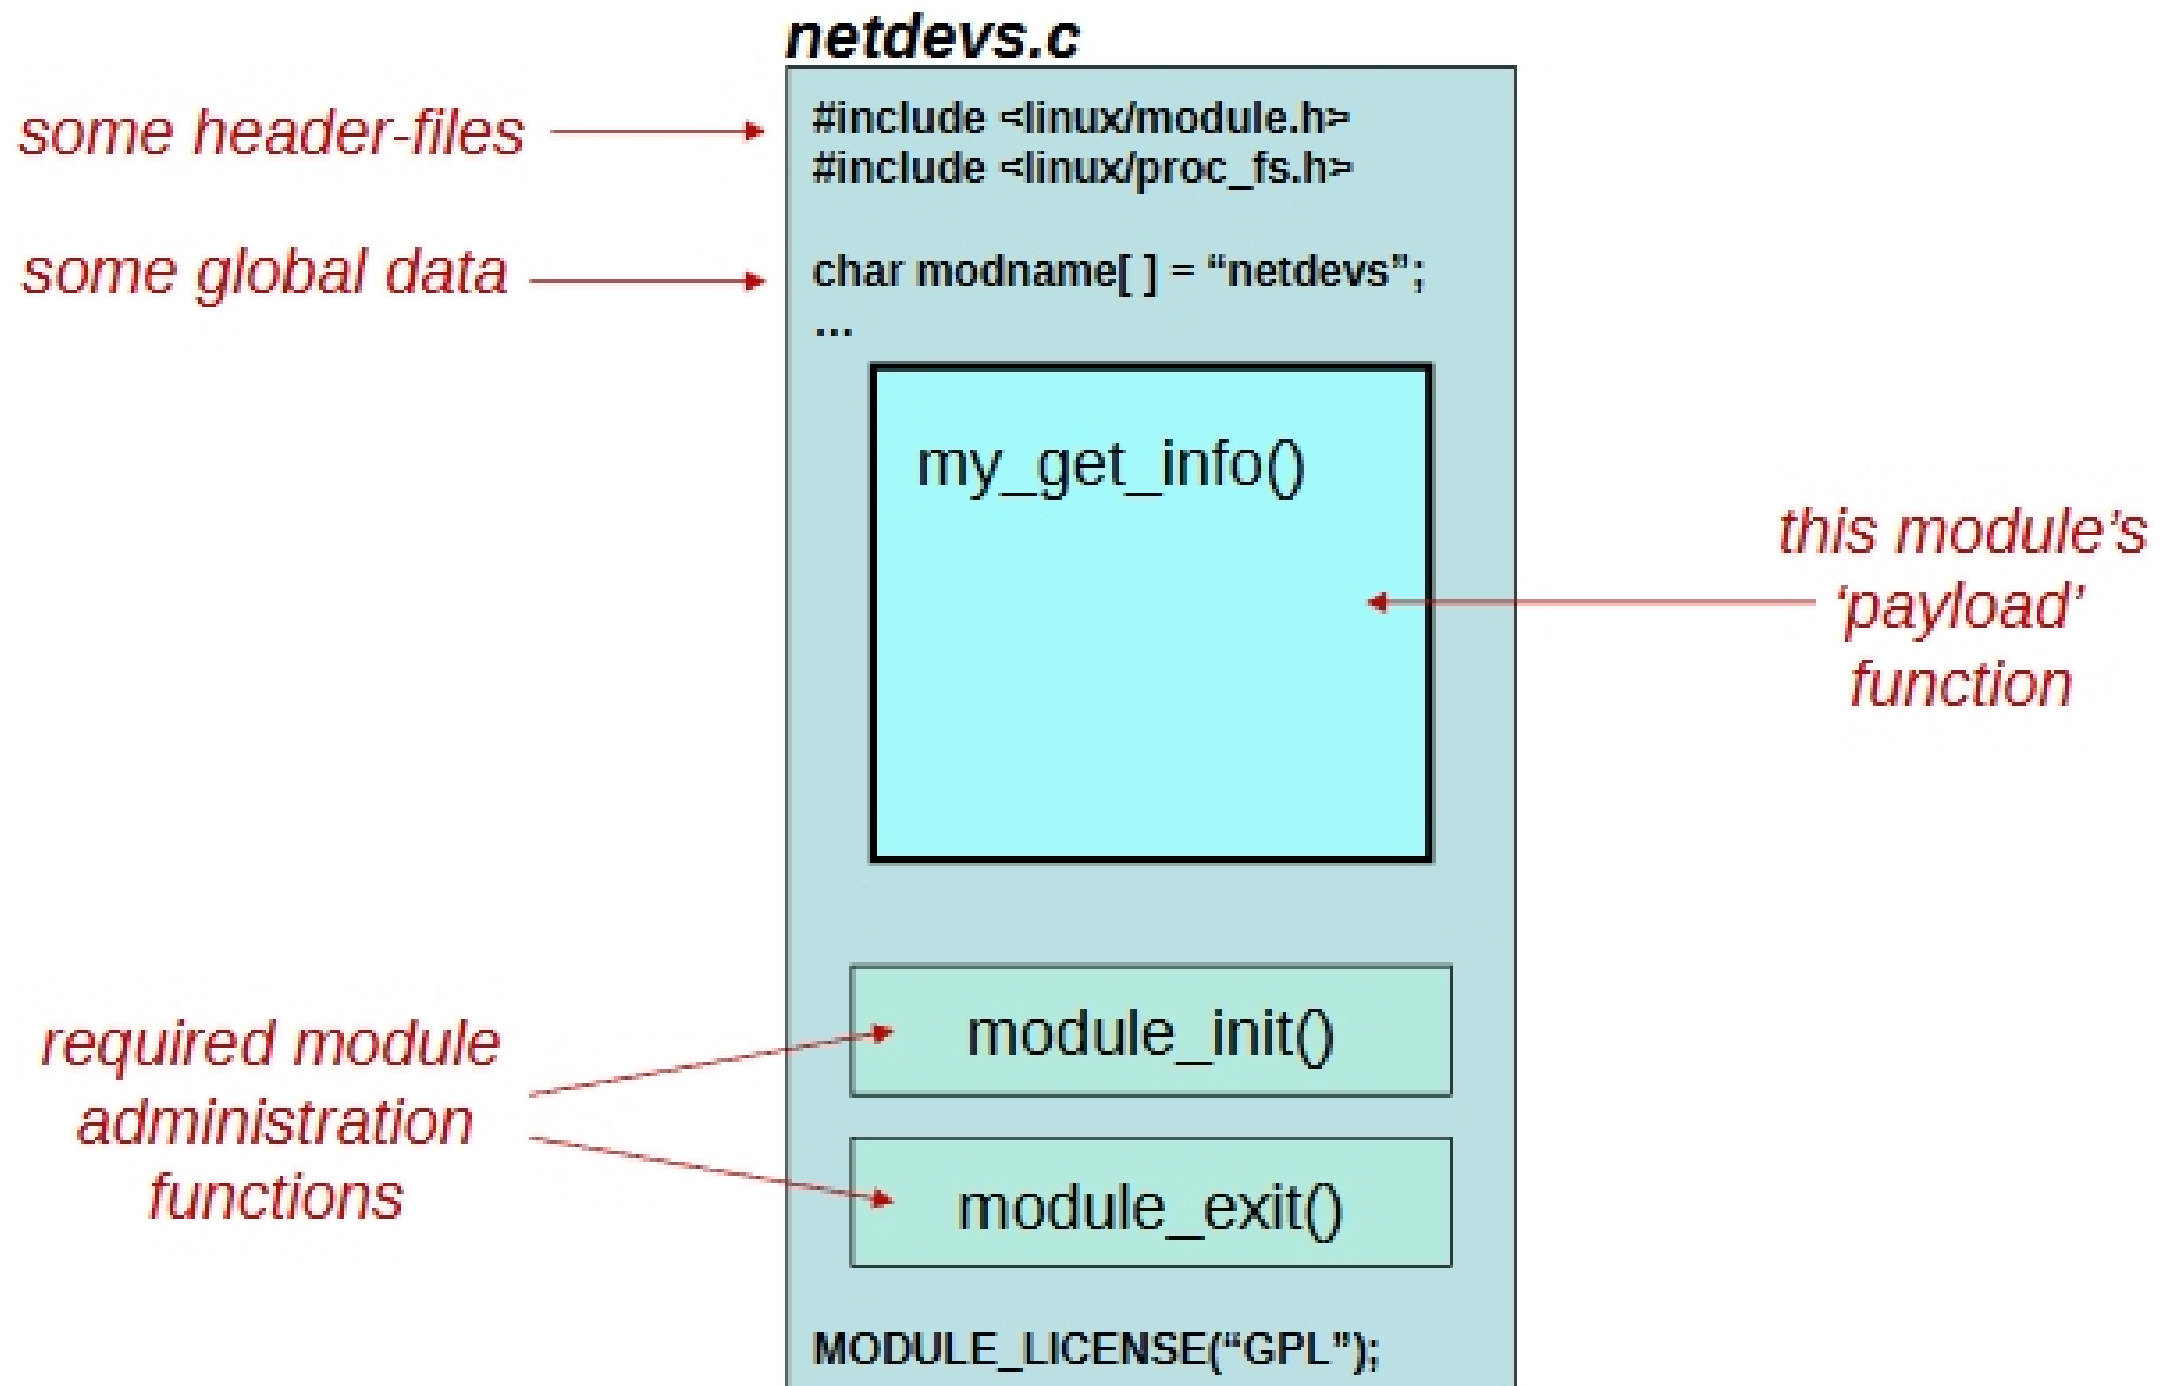 netdevs.c
some header-files
#include <linux/module.h>
#include <linux/proc_fs.h>
some global data
char modname[ ] = “netdevs”;
…
my_get_info()
this module’s
‘payload’
function
required module
administration
functions
module_init()
module_exit()
MODULE_LICENSE(“GPL”);